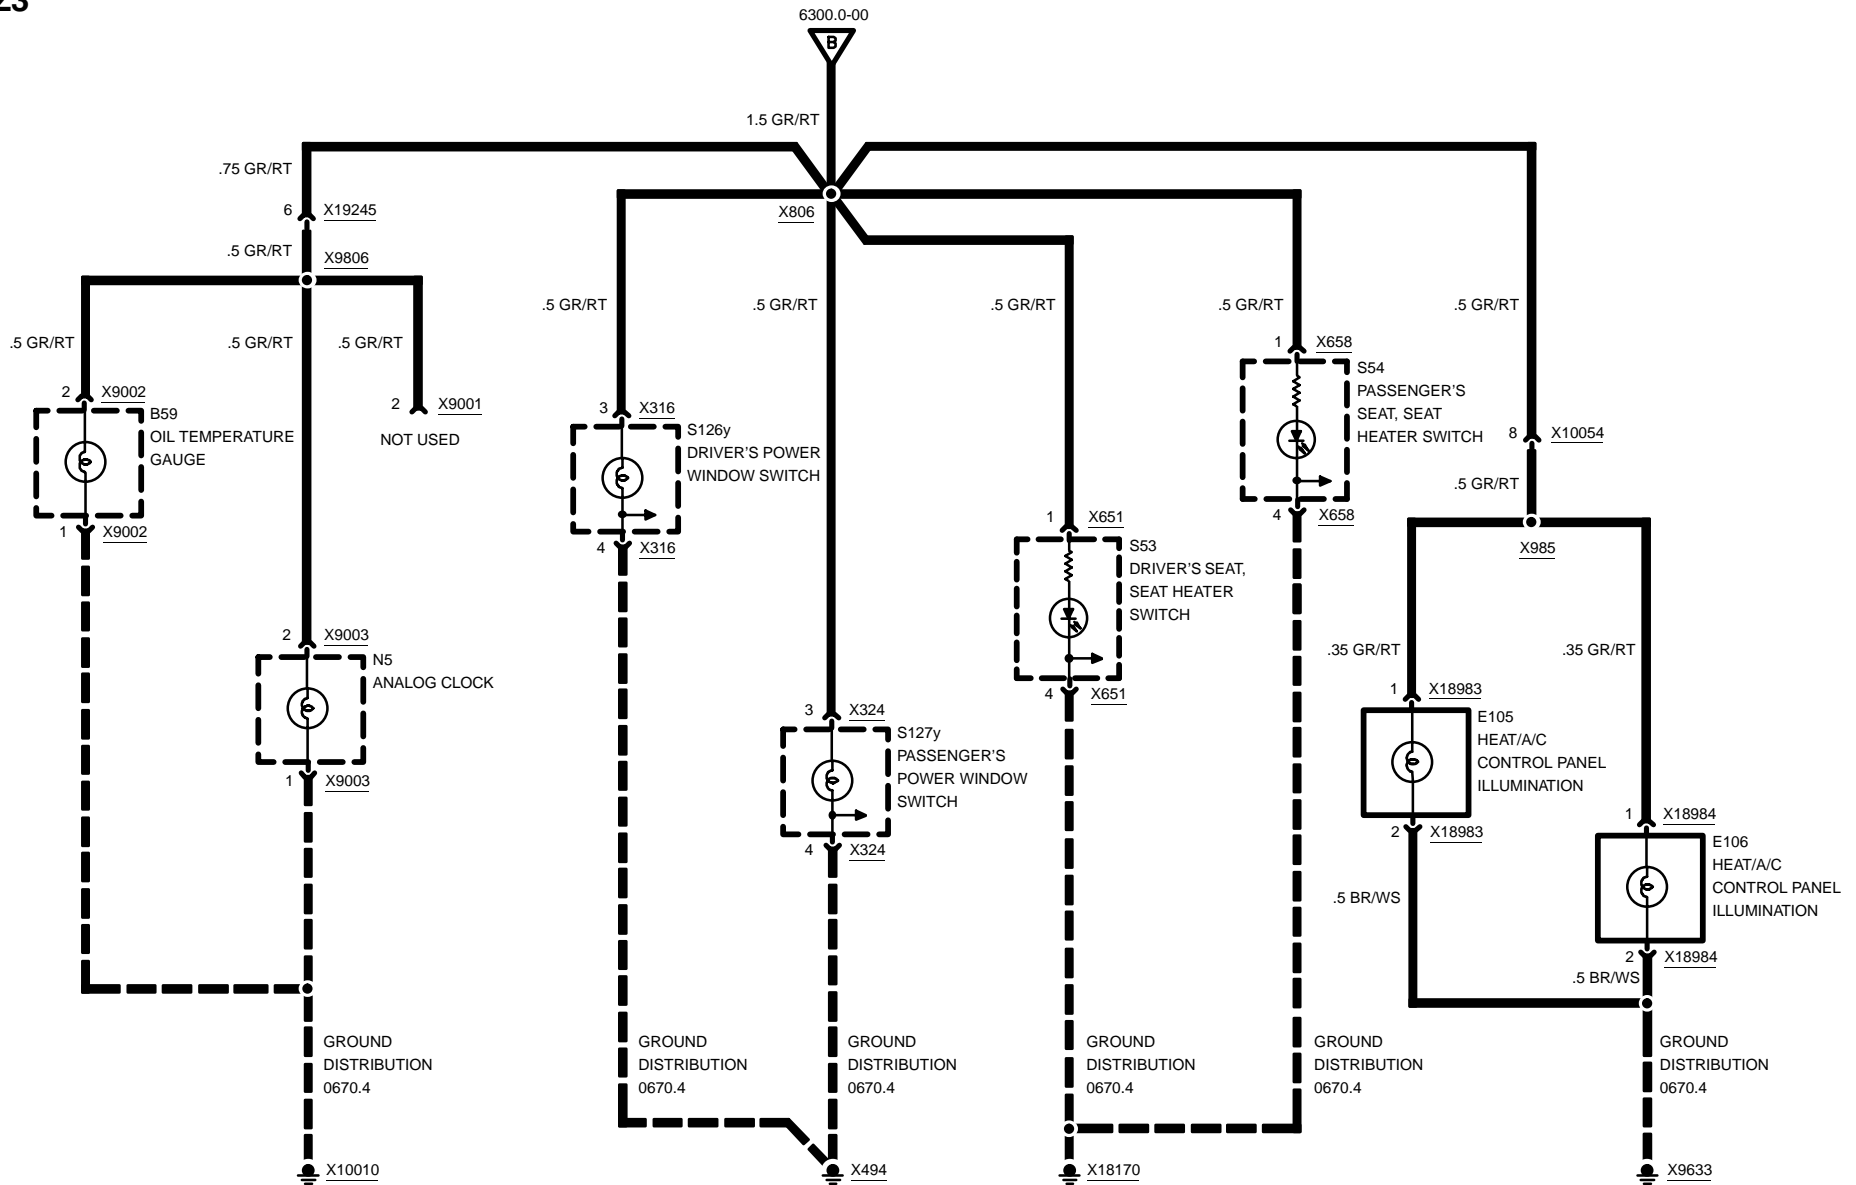 23
6300.0-00
B
1.5 GR/RT
.75 GR/RT
6 X19245
X806
.5 GR/RT
X9806
.5 GR/RT
.5 GR/RT
.5 GR/RT
.5 GR/RT
.5 GR/RT
.5 GR/RT
.5 GR/RT
.5 GR/RT
1 X658
S54
PASSENGER'S
SEAT, SEAT
HEATER SWITCH
4 X658
2 X9002
B59
OIL TEMPERATURE
GAUGE
1 X9002
2 X9001
NOT USED
3 X316
S126y
DRIVER'S POWER
WINDOW SWITCH
4 X316
8 X10054
.5 GR/RT
X985
1 X651
S53
DRIVER'S SEAT,
SEAT HEATER
SWITCH
4 X651
2 X9003
N5
ANALOG CLOCK
1 X9003
3 X324
S127y
PASSENGER'S
POWER WINDOW
SWITCH
4 X324
.35 GR/RT
.35 GR/RT
1 X18983
E105
HEAT/A/C
CONTROL PANEL
ILLUMINATION
2 X18983
1 X18984
E106
HEAT/A/C
CONTROL PANEL
ILLUMINATION
2 X18984
.5 BR/WS
.5 BR/WS
GROUND
DISTRIBUTION
0670.4
GROUND
DISTRIBUTION
0670.4
GROUND
DISTRIBUTION
0670.4
GROUND
DISTRIBUTION
0670.4
GROUND
DISTRIBUTION
0670.4
GROUND
DISTRIBUTION
0670.4
X10010
X494
X18170
X9633